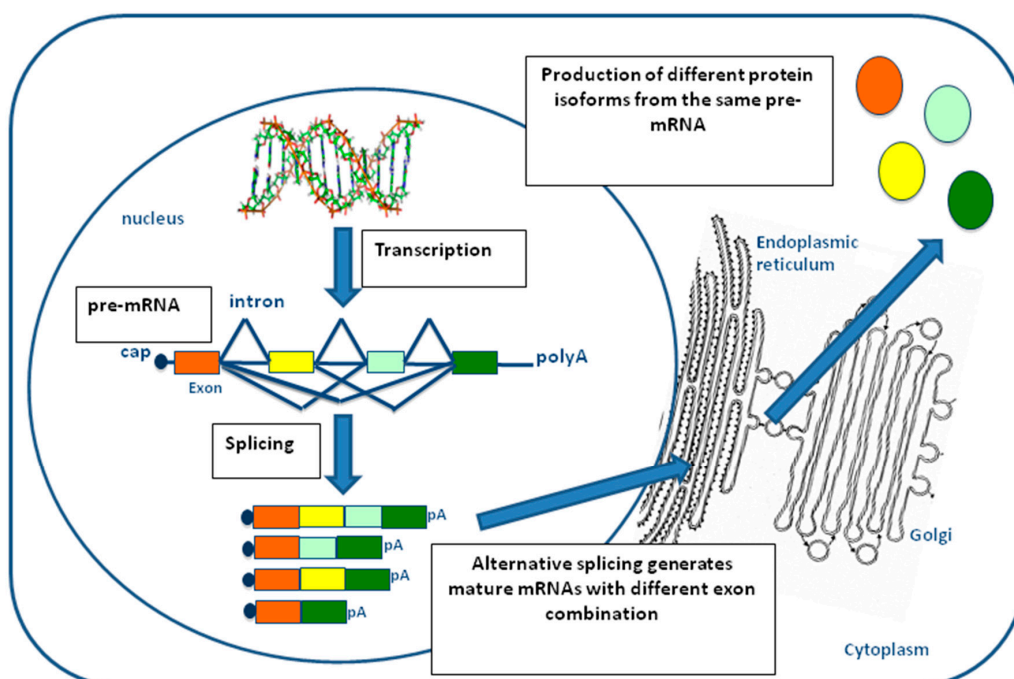 Production of different protein
isoforms from the same pre-
mRNA
nucleus
Transcription
Endoplasmic
reticulum
pre-mRNA
intron
cap
polyA
Exon
Splicing
pA
pA
pA
pA
Golgi
Alternative splicing generates
mature mRNAs with different exon
combination
Cytoplasm